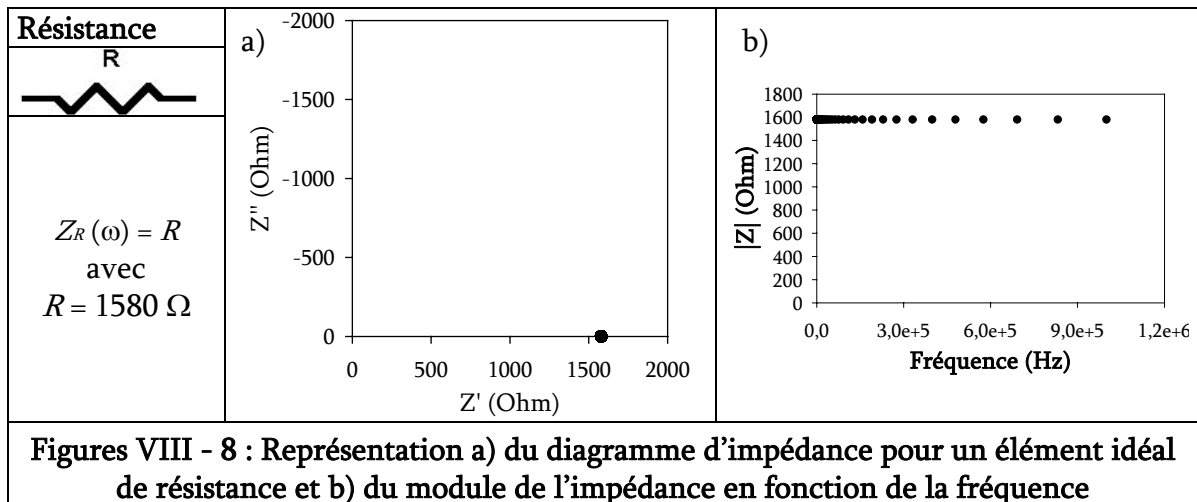 Résistance
R
Z_R (ω) = R
avec
R = 1580 Ω
a)
-2000
-1500
-1000
-500
0
Z'' (Ohm)
0 500 1000 1500 2000
Z' (Ohm)
b)
1800
1600
1400
1200
1000
800
600
400
200
0
|Z| (Ohm)
0,0 3,0e+5 6,0e+5 9,0e+5 1,2e+6
Fréquence (Hz)
Figures VIII - 8 : Représentation a) du diagramme d'impédance pour un élément idéal
de résistance et b) du module de l'impédance en fonction de la fréquence